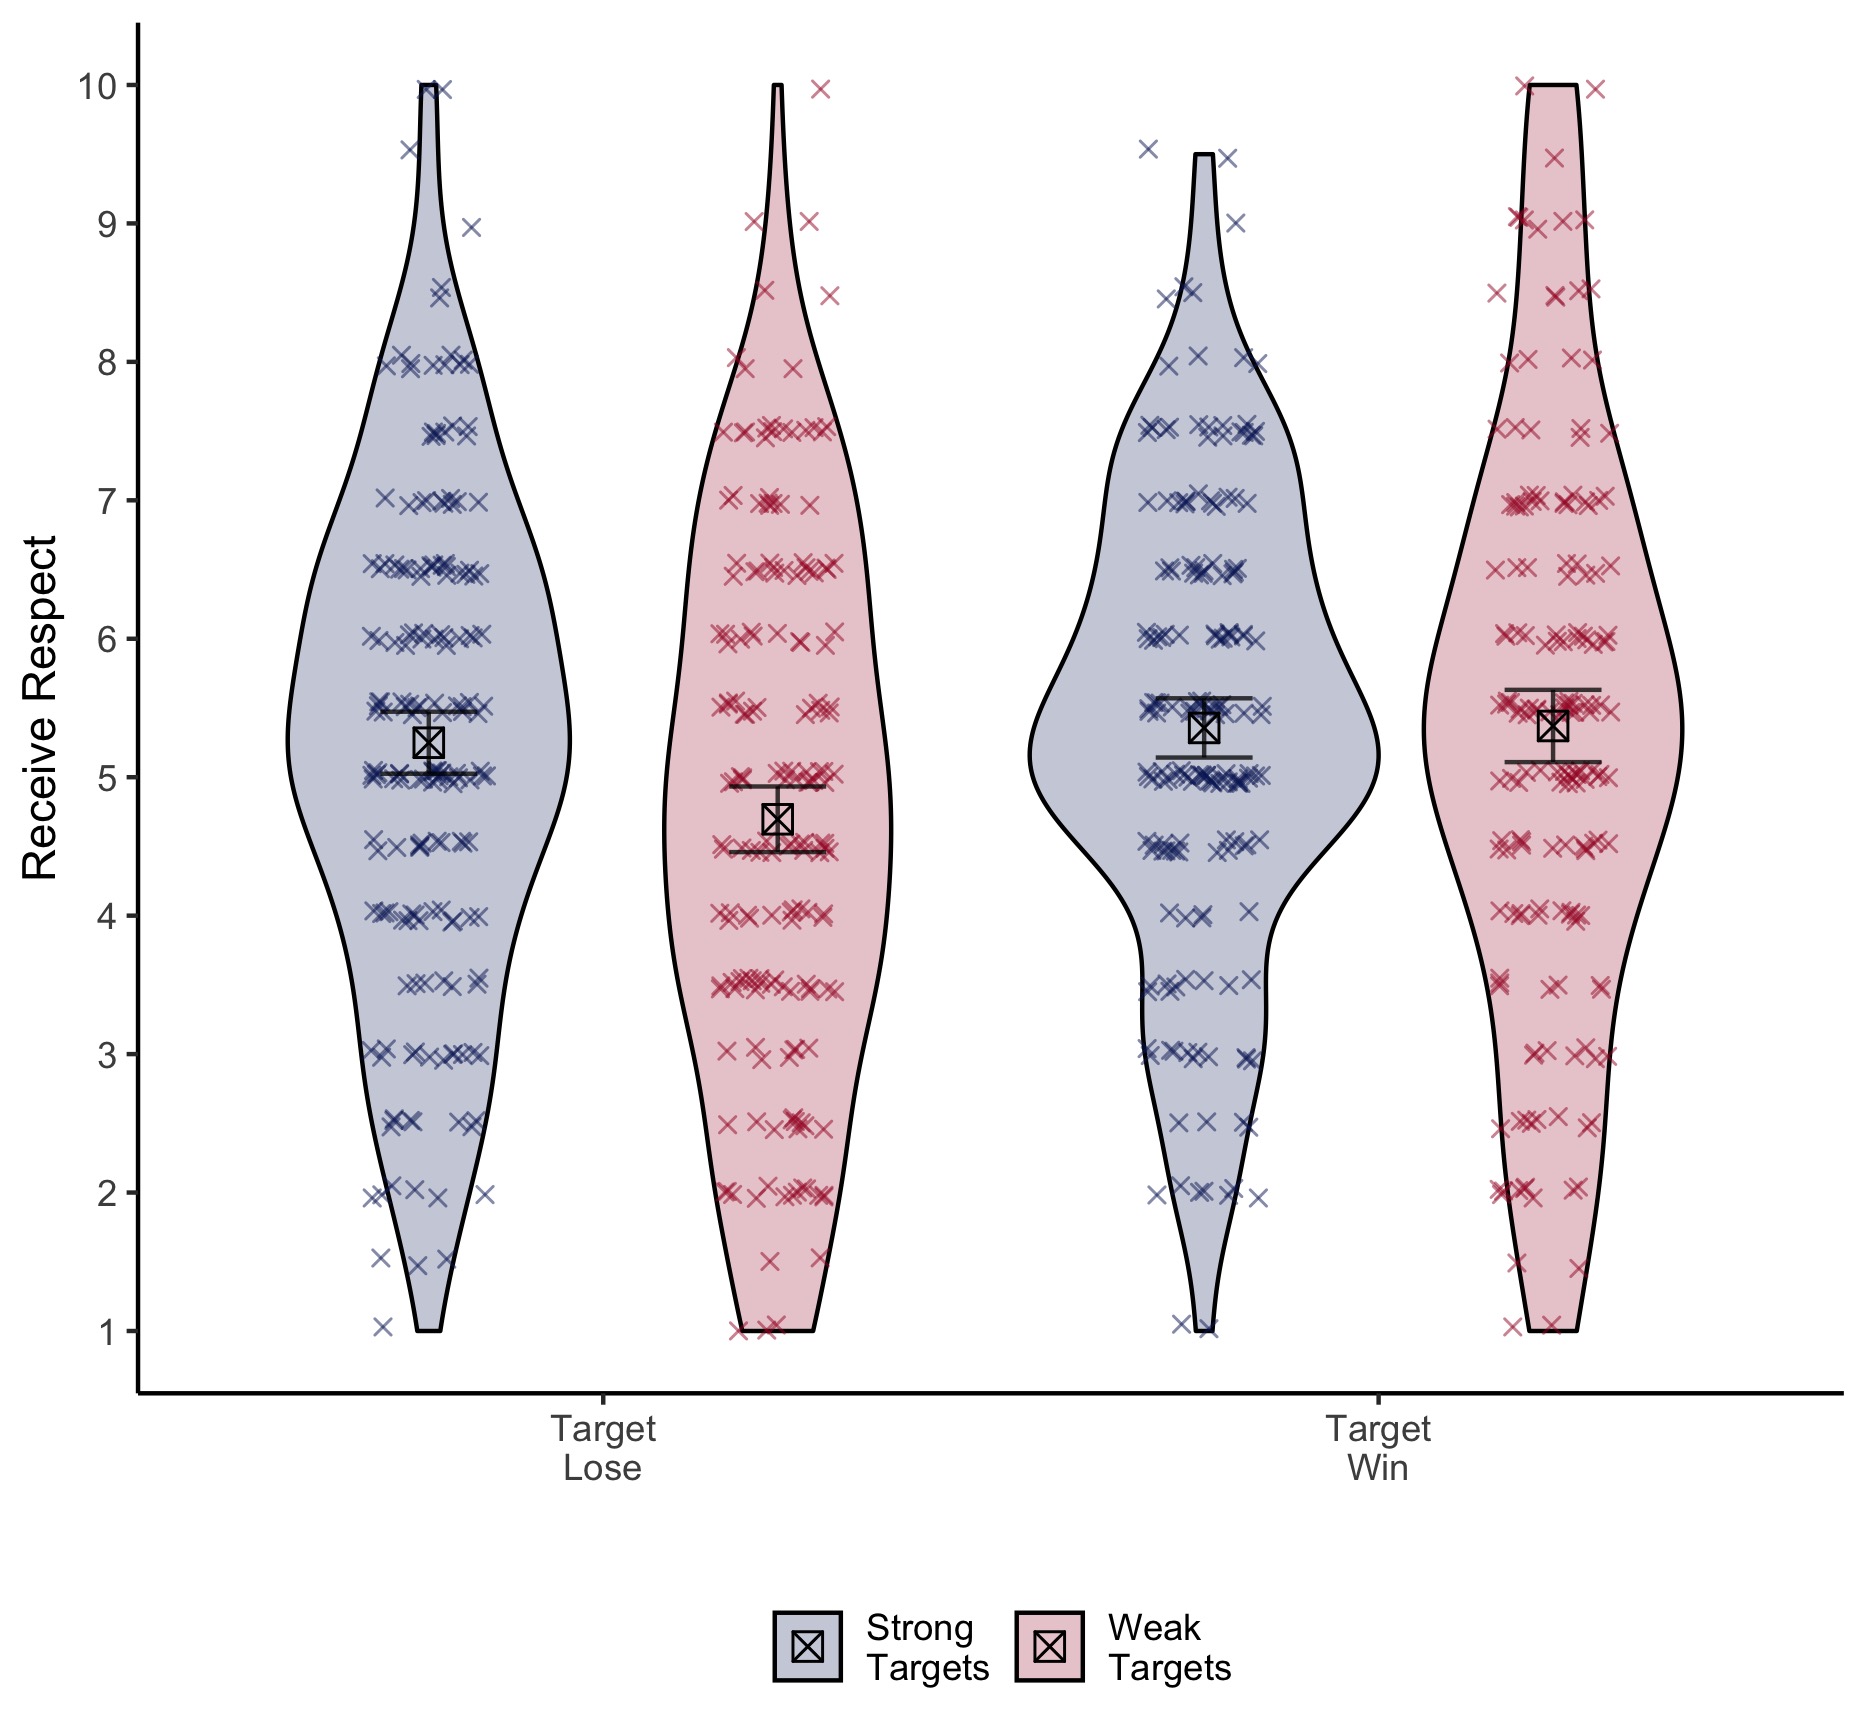 Receive Respect
10
9
8
7
6
5
4
3
2
1
Target
Lose
Target
Win
Strong
Targets
Weak
Targets